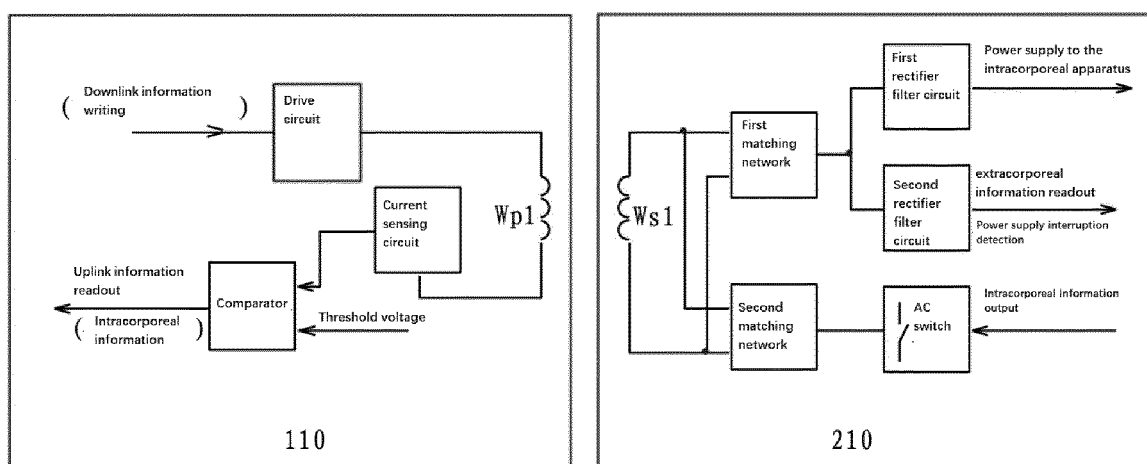 ( Downlink information )
writing
Drive
circuit
Current
sensing
circuit
Wp1
Uplink information
readout
( Intracorporeal )
information
Comparator
Threshold voltage
110
First
rectifier
filter circuit
Power supply to the
intracorporeal apparatus
First
matching
network
Second
rectifier
filter
circuit
extracorporeal
information readout
Power supply interruption
detection
Ws1
Second
matching
network
AC
switch
Intracorporeal information
output
210